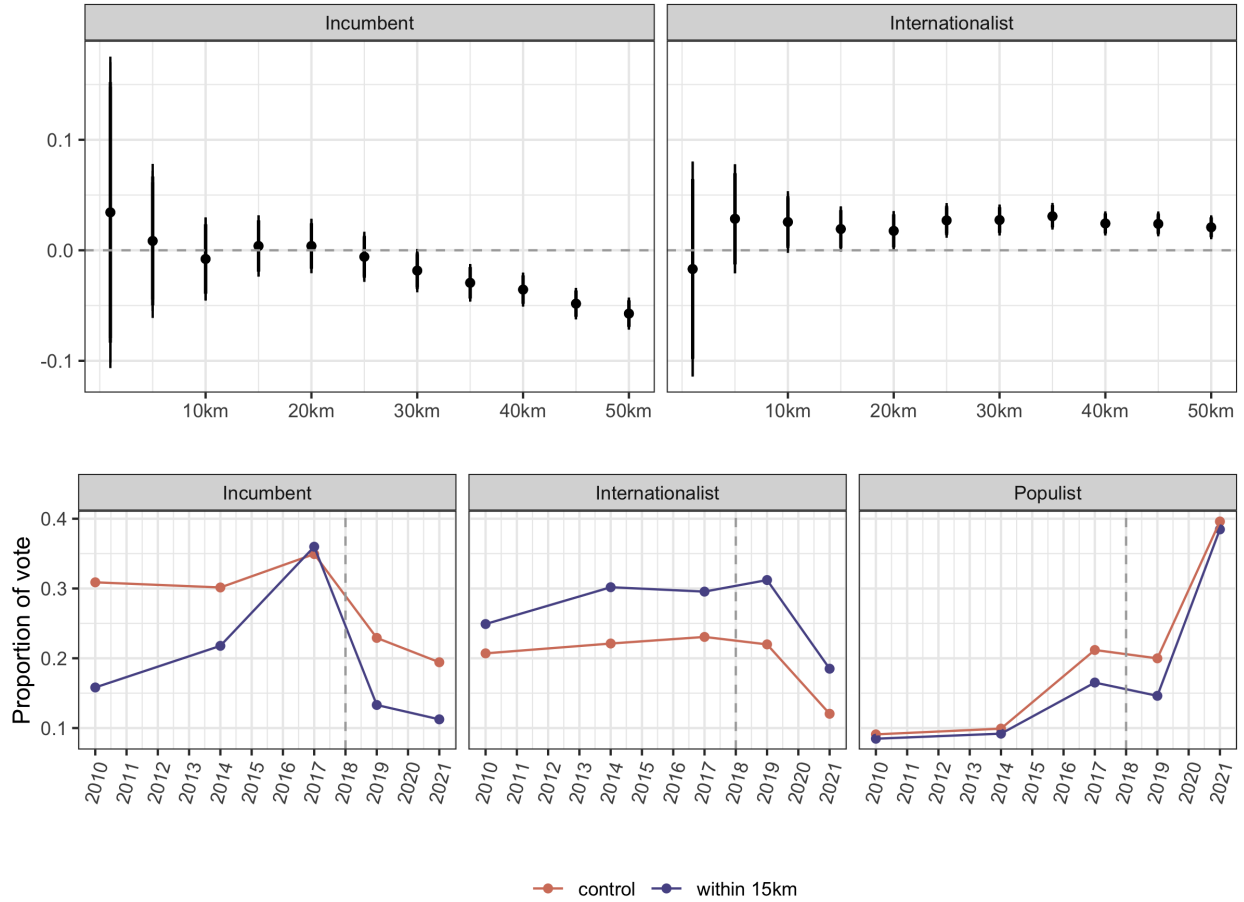 Incumbent Internationalist
0.1
0.0
-0.1
10km 20km 30km 40km 50km 10km 20km 30km 40km 50km
Incumbent Internationalist Populist
Proportion of vote
0.4
0.3
0.2
0.1
2010 2011 2012 2013 2014 2015 2016 2017 2018 2019 2020 2021 2010 2011 2012 2013 2014 2015 2016 2017 2018 2019 2020 2021 2010 2011 2012 2013 2014 2015 2016 2017 2018 2019 2020 2021
control within 15km